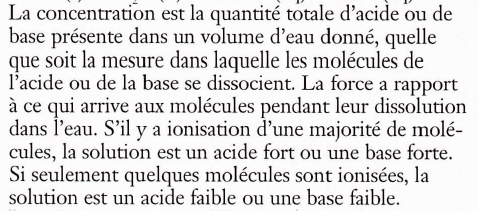 La concentration est la quantité totale d'acide ou de
base présente dans un volume d'eau donné, quelle
que soit la mesure dans laquelle les molécules de
l'acide ou de la base se dissocient. La force a rapport
à ce qui arrive aux molécules pendant leur dissolution
dans l'eau. S'il y a ionisation d'une majorité de molé-
cules, la solution est un acide fort ou une base forte.
Si seulement quelques molécules sont ionisées, la
solution est un acide faible ou une base faible.